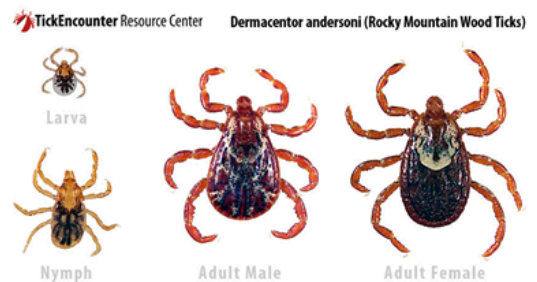 TickEncounter Resource Center
Dermacentor andersoni (Rocky Mountain Wood Ticks)
Larva
Nymph
Adult Male
Adult Female